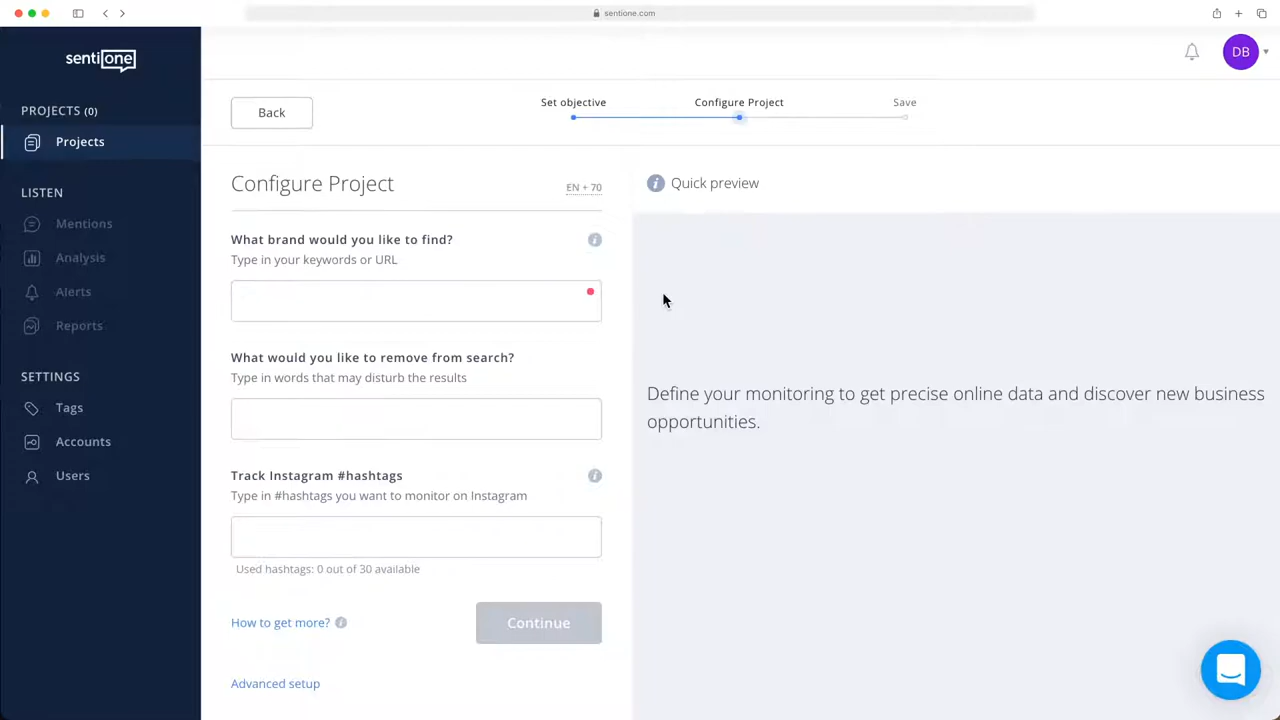 sentione.com
sentione
DB
PROJECTS (0)
Projects
LISTEN
Mentions
Analysis
Alerts
Reports
SETTINGS
Tags
Accounts
Users
Back
Set objective
Configure Project
Save
Configure Project
EN + 70
What brand would you like to find?
Type in your keywords or URL
What would you like to remove from search?
Type in words that may disturb the results
Track Instagram #hashtags
Type in #hashtags you want to monitor on Instagram
Used hashtags: 0 out of 30 available
How to get more?
Continue
Advanced setup
Quick preview
Define your monitoring to get precise online data and discover new business
opportunities.